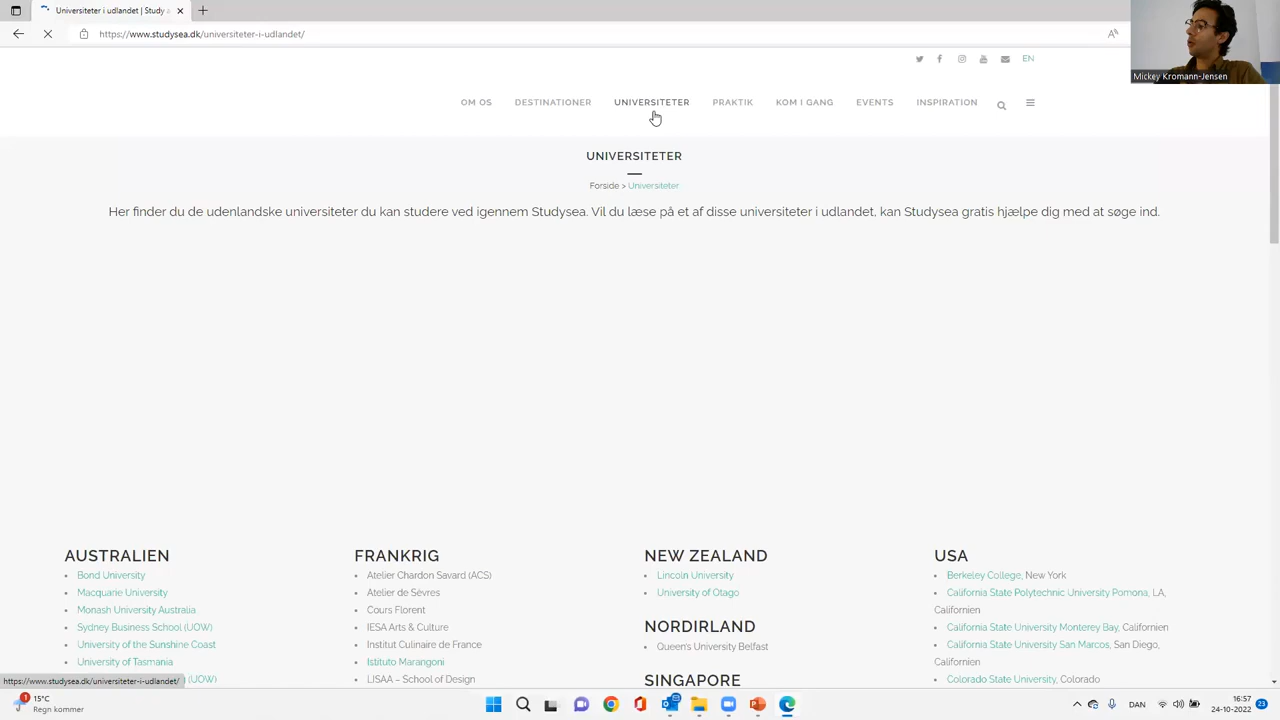 Universiteter i udlandet | Study a
https://www.studysea.dk/universiteter-i-udlandet/
A
Mickey Kromann-Jensen
EN
OM OS
DESTINATIONER
UNIVERSITETER
PRAKTIK
KOM I GANG
EVENTS
INSPIRATION
UNIVERSITETER
Forside > Universiteter
Her finder du de udenlandske universiteter du kan studere ved igennem Studysea. Vil du læse på et af disse universiteter i udlandet, kan Studysea gratis hjælpe dig med at søge ind.
AUSTRALIEN
Bond University
Macquarie University
Monash University Australia
Sydney Business School (UOW)
University of the Sunshine Coast
University of Tasmania
(UOW)
FRANKRIG
Atelier Chardon Savard (ACS)
Atelier de Sèvres
Cours Florent
IESA Arts & Culture
Institut Culinaire de France
Istituto Marangoni
LISAA – School of Design
NEW ZEALAND
Lincoln University
University of Otago
NORDIRLAND
Queen's University Belfast
SINGAPORE
USA
Berkeley College, New York
California State Polytechnic University Pomona, LA,
Californien
California State University Monterey Bay, Californien
California State University San Marcos, San Diego,
Californien
Colorado State University, Colorado
https://www.studysea.dk/universiteter-i-udlandet/
1
15°C
Regn kommer
DAN
16:57
24-10-2022
23